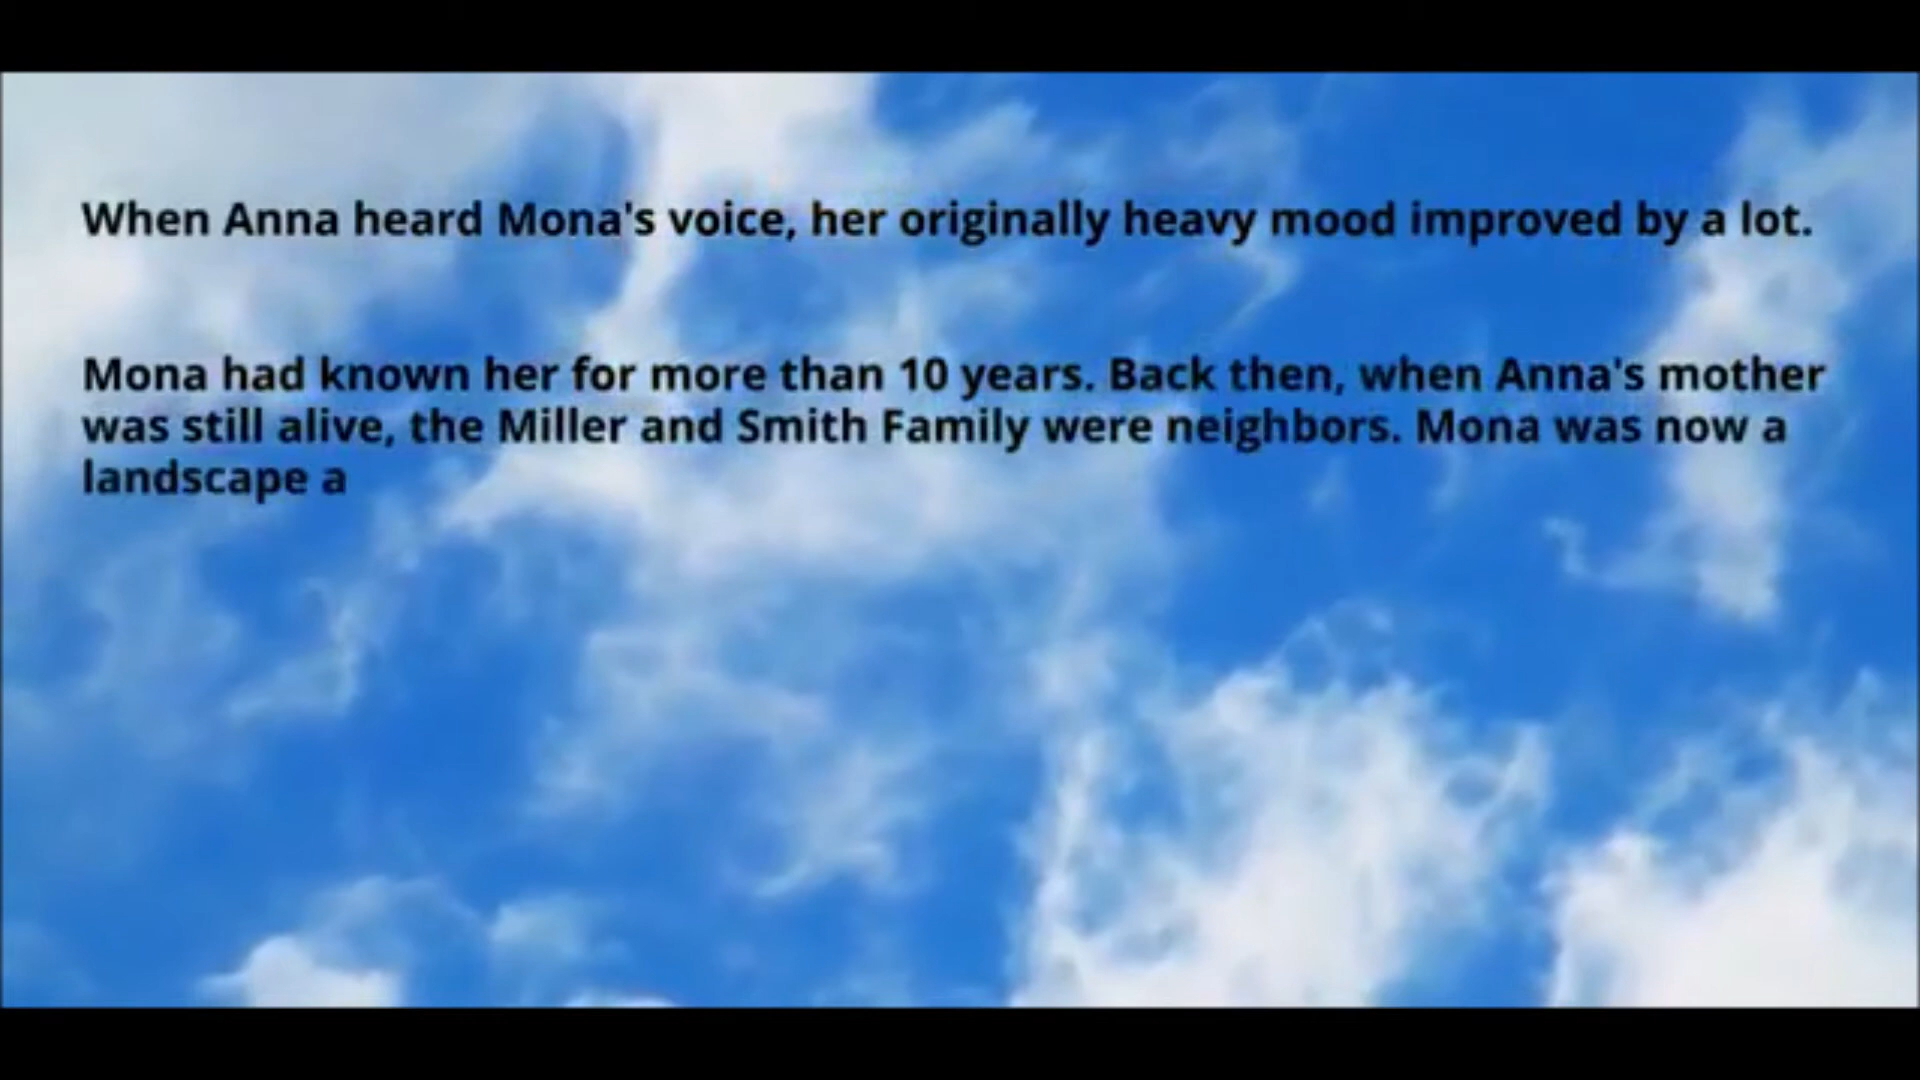 When Anna heard Mona's voice, her originally heavy mood improved by a lot.
Mona had known her for more than 10 years. Back then, when Anna's mother
was still alive, the Miller and Smith Family were neighbors. Mona was now a
landscape a